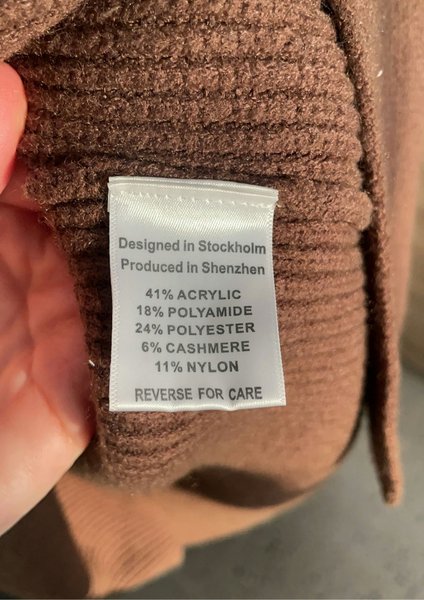 Designed in Stockholm
Produced in Shenzhen
41% ACRYLIC
18% POLYAMIDE
24% POLYESTER
6% CASHMERE
11% NYLON
REVERSE FOR CARE